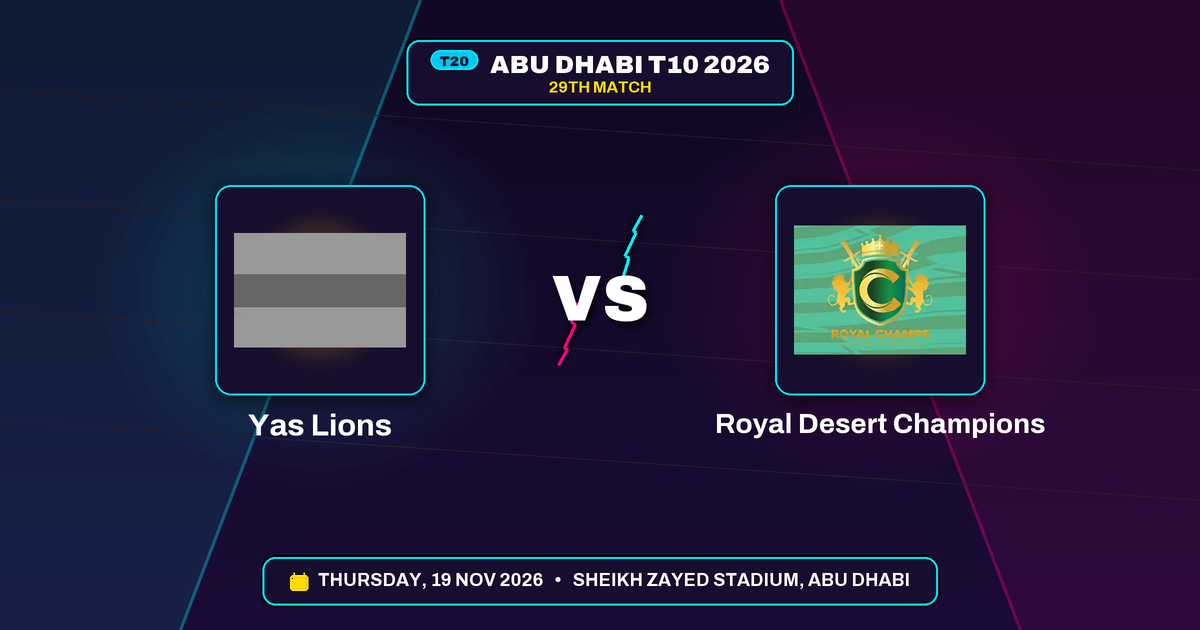 T20 ABU DHABI T10 2026
29TH MATCH
VS
ROYAL CHAMPS
Yas Lions
Royal Desert Champions
THURSDAY, 19 NOV 2026 • SHEIKH ZAYED STADIUM, ABU DHABI